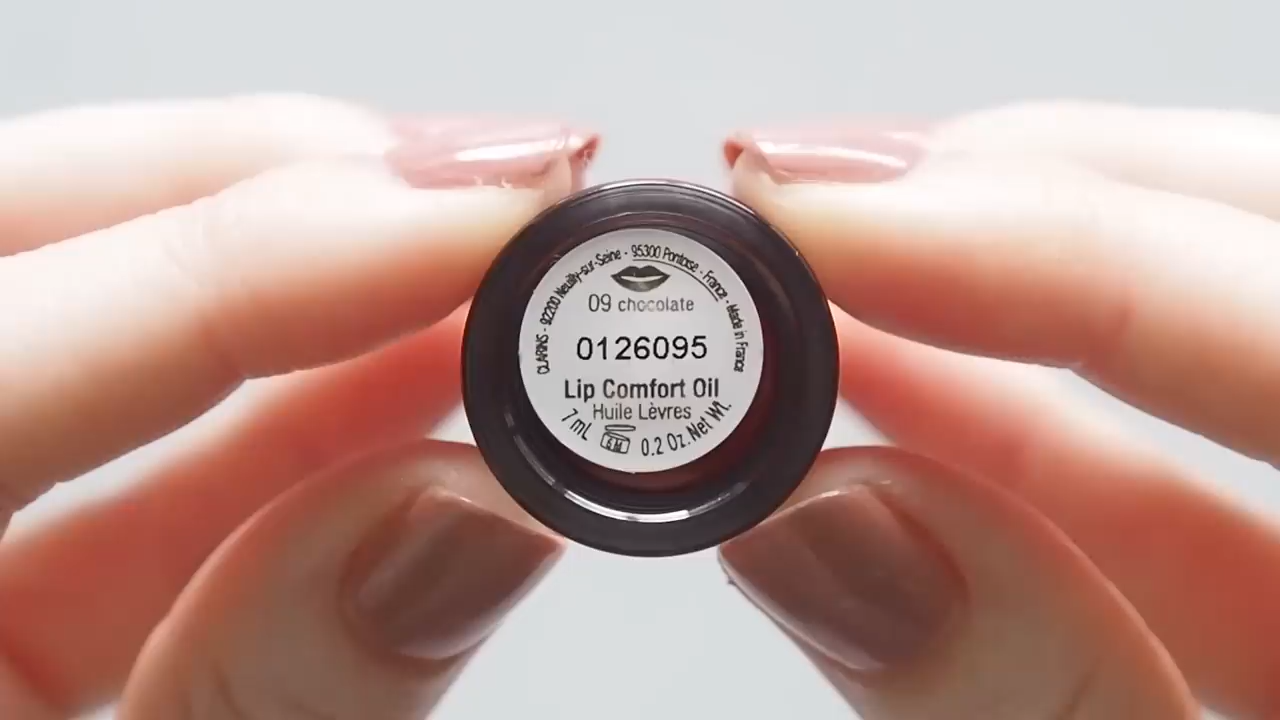 CLARINS - 92200 Neuilly-sur-Seine - 95300 Pontoise - France - Made in France
09 chocolate
0126095
Lip Comfort Oil
Huile Lèvres
7 mL 6 M 0.2 Oz. Net Wt.